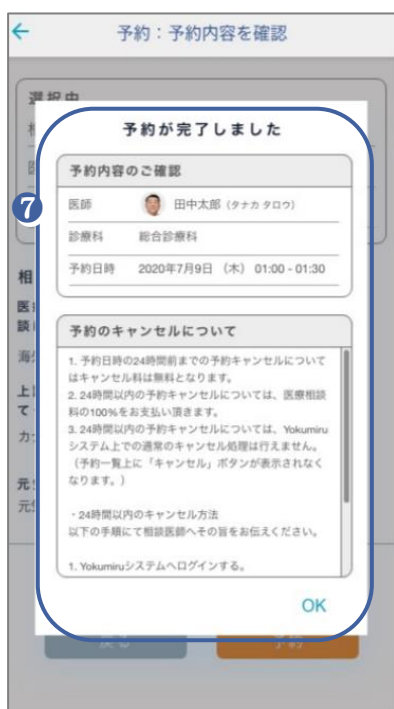 予約：予約内容を確認
選択中
予約が完了しました
予約内容のご確認
7
医師 田中太郎（タナカ タロウ）
診療科 総合診療科
予約日時 2020年7月9日 （木） 01:00 - 01:30
相
医
談
予約のキャンセルについて
1. 予約日時の24時間前までの予約キャンセルについて
はキャンセル料は無料となります。
2. 24時間以内の予約キャンセルについては、医療相談
料の100%をお支払い頂きます。
3. 24時間以内の予約キャンセルについては、Yokumiru
システム上での通常のキャンセル処理は行えません。
（予約一覧上に「キャンセル」ボタンが表示されなく
なります。）
・24時間以内のキャンセル方法
以下の手順にて相談医師へその旨をお伝えください。
1. Yokumiruシステムへログインする。
OK
戻る
予約